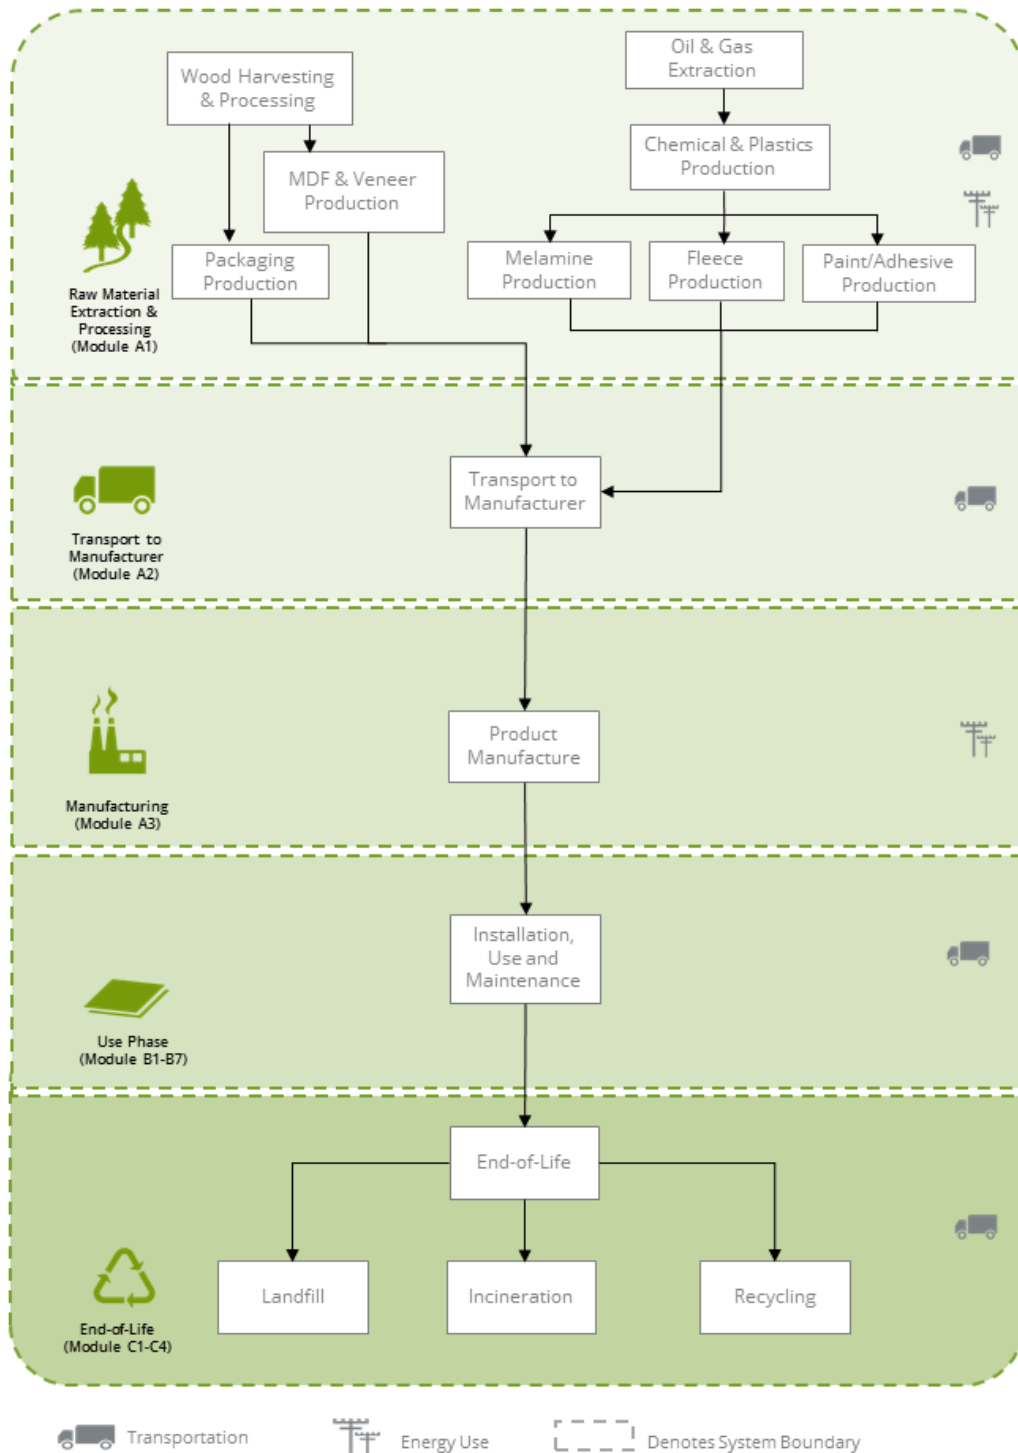 Wood Harvesting
& Processing
Oil & Gas
Extraction
Chemical & Plastics
Production
MDF & Veneer
Production
Packaging
Production
Melamine
Production
Fleece
Production
Paint/Adhesive
Production
Raw Material
Extraction &
Processing
(Module A1)
Transport to
Manufacturer
Transport to
Manufacturer
(Module A2)
Product
Manufacture
Manufacturing
(Module A3)
Installation,
Use and
Maintenance
Use Phase
(Module B1-B7)
End-of-Life
Landfill
Incineration
Recycling
End-of-Life
(Module C1-C4)
Transportation
Energy Use
Denotes System Boundary